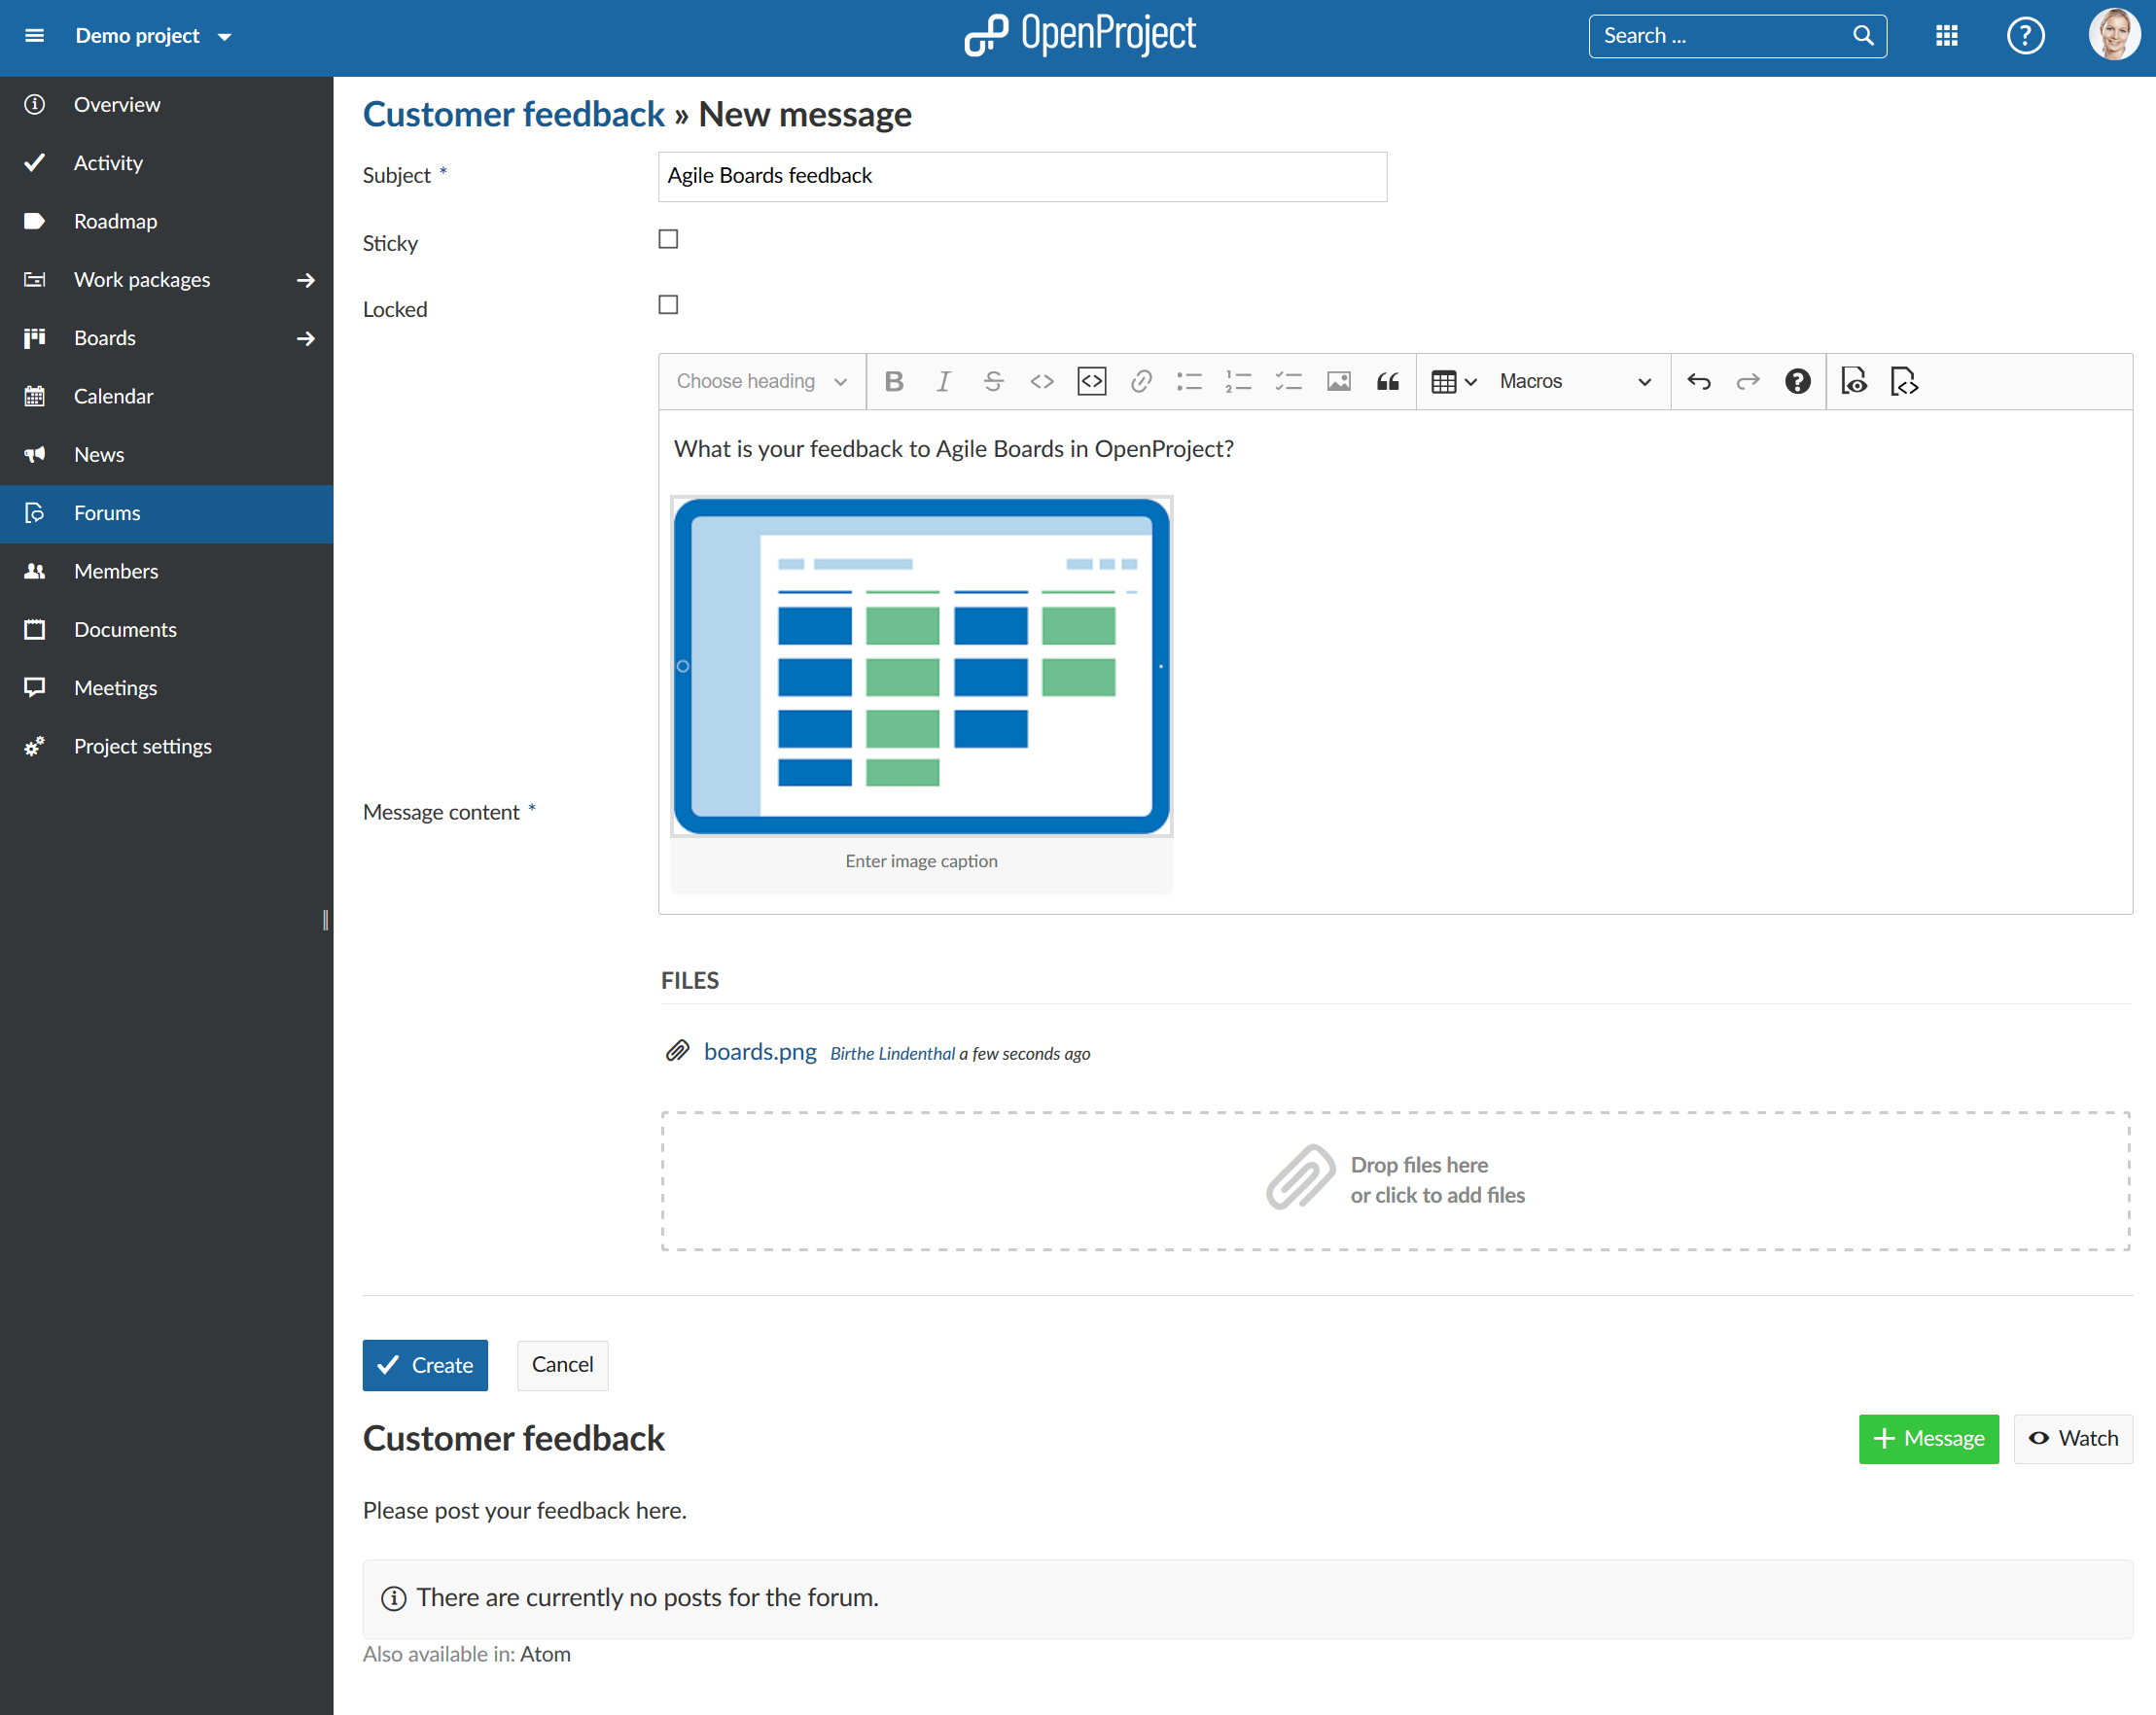 Demo project
OpenProject
Search ...
Overview
Activity
Roadmap
Work packages
Boards
Calendar
News
Forums
Members
Documents
Meetings
Project settings
Customer feedback » New message
Subject *
Agile Boards feedback
Sticky
Locked
Choose heading
Macros
What is your feedback to Agile Boards in OpenProject?
Enter image caption
Message content *
FILES
boards.png Birthe Lindenthal a few seconds ago
Drop files here
or click to add files
Create
Cancel
Customer feedback
Message
Watch
Please post your feedback here.
There are currently no posts for the forum.
Also available in: Atom